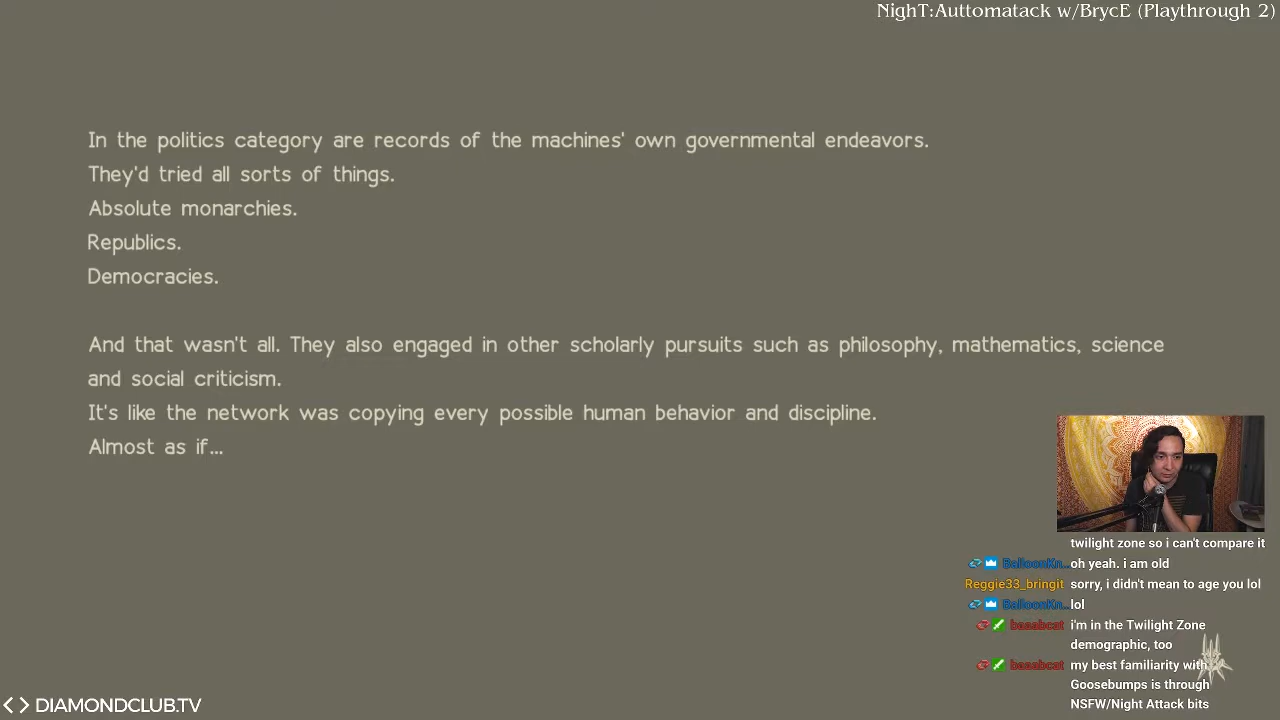 NighT:Auttomatack w/BrycE (Playthrough 2)
In the politics category are records of the machines' own governmental endeavors.
They'd tried all sorts of things.
Absolute monarchies.
Republics.
Democracies.
And that wasn't all. They also engaged in other scholarly pursuits such as philosophy, mathematics, science
and social criticism.
It's like the network was copying every possible human behavior and discipline.
Almost as if...
twilight zone so i can't compare it
BalloonKn... oh yeah. i am old
Reggie33_bringit sorry, i didn't mean to age you lol
BalloonKn... lol
baaabcat i'm in the Twilight Zone
demographic, too
baaabcat my best familiarity with
Goosebumps is through
NSFW/Night Attack bits
<> DIAMONDCLUB.TV